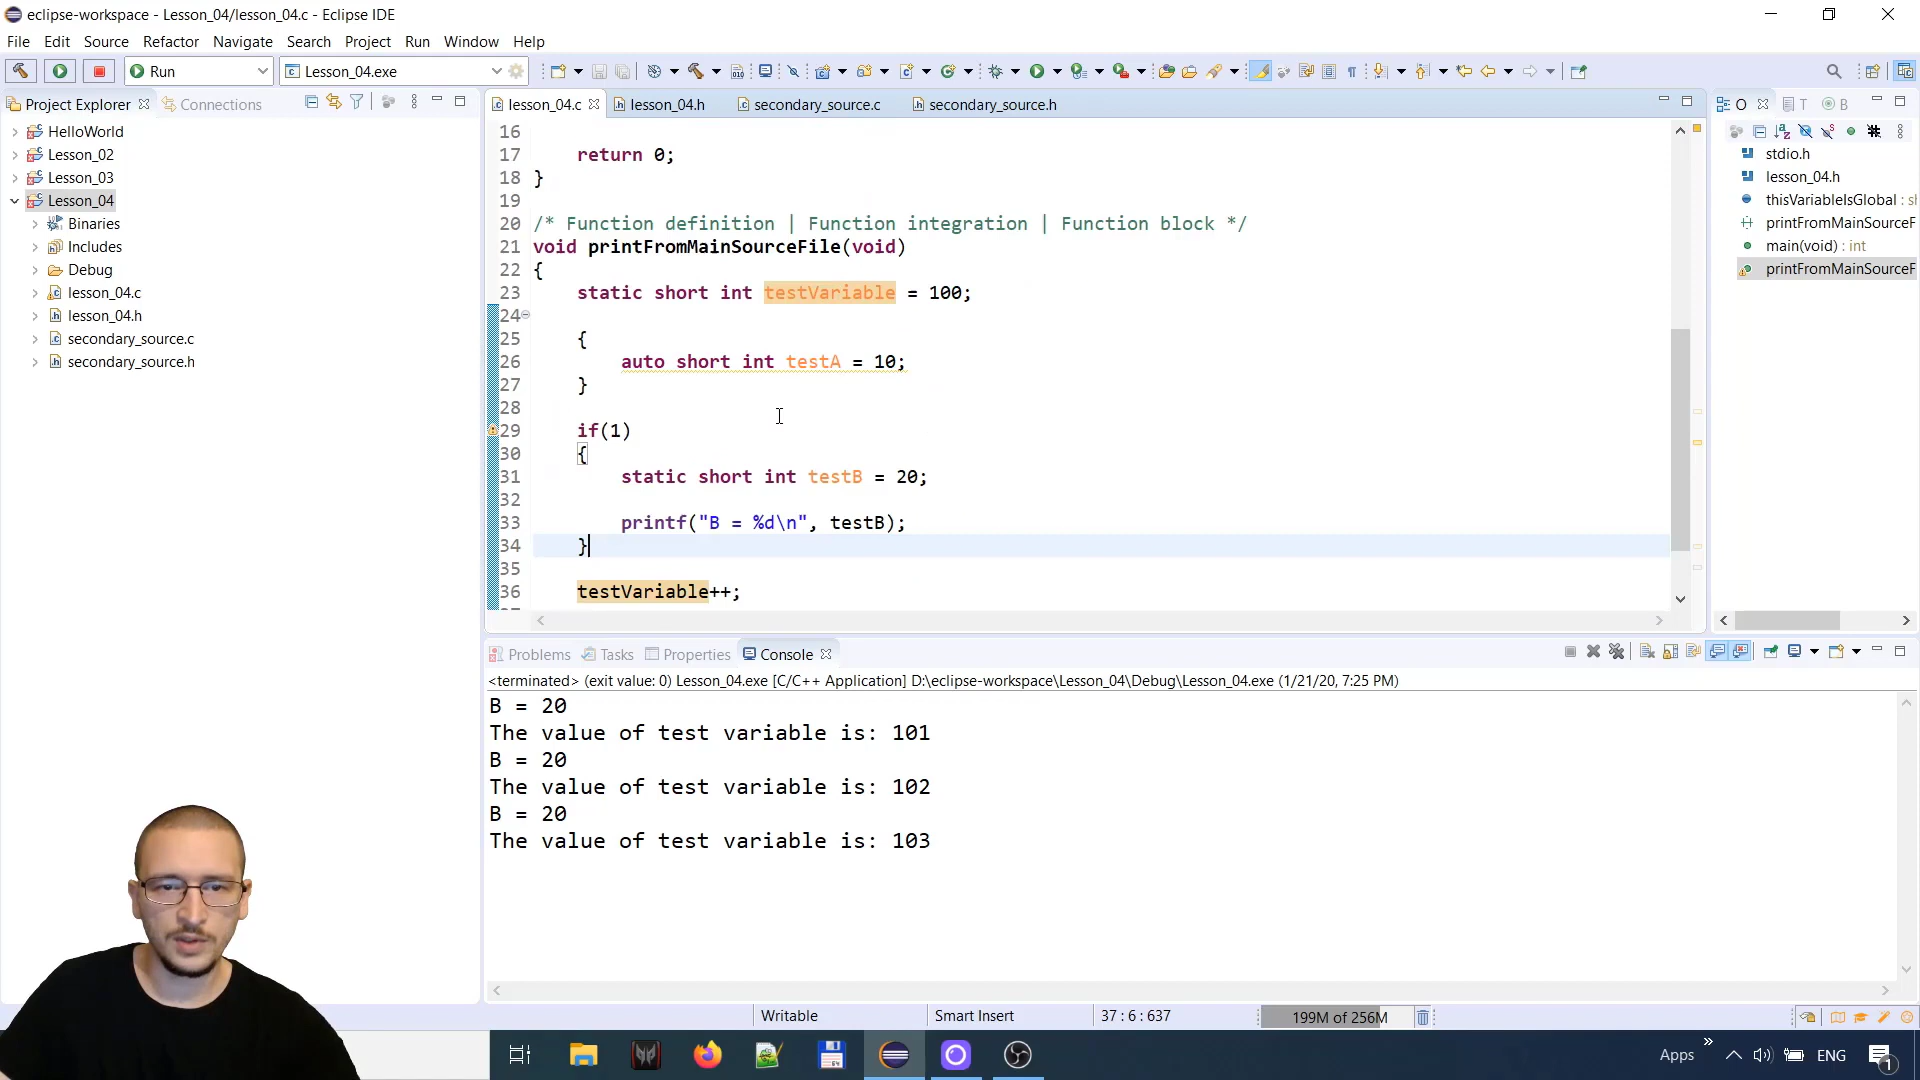 eclipse-workspace - Lesson_04/lesson_04.c - Eclipse IDE
File Edit Source Refactor Navigate Search Project Run Window Help
Run
Lesson_04.exe
Project Explorer
Connections
HelloWorld
Lesson_02
Lesson_03
Lesson_04
Binaries
Includes
Debug
lesson_04.c
lesson_04.h
secondary_source.c
secondary_source.h
lesson_04.c
lesson_04.h
secondary_source.c
secondary_source.h
16
17 return 0;
18 }
19
20 /* Function definition | Function integration | Function block */
21 void printFromMainSourceFile(void)
22 {
23 static short int testVariable = 100;
24
25 {
26 auto short int testA = 10;
27 }
28
29 if(1)
30 {
31 static short int testB = 20;
32
33 printf("B = %d\n", testB);
34 }
35
36 testVariable++;
O T B
stdio.h
lesson_04.h
thisVariableIsGlobal : sl
printFromMainSourceF
main(void) : int
printFromMainSourceF
Problems Tasks Properties Console
<terminated> (exit value: 0) Lesson_04.exe [C/C++ Application] D:\eclipse-workspace\Lesson_04\Debug\Lesson_04.exe (1/21/20, 7:25 PM)
B = 20
The value of test variable is: 101
B = 20
The value of test variable is: 102
B = 20
The value of test variable is: 103
Writable
Smart Insert
37 : 6 : 637
199M of 256M
Apps
ENG
1